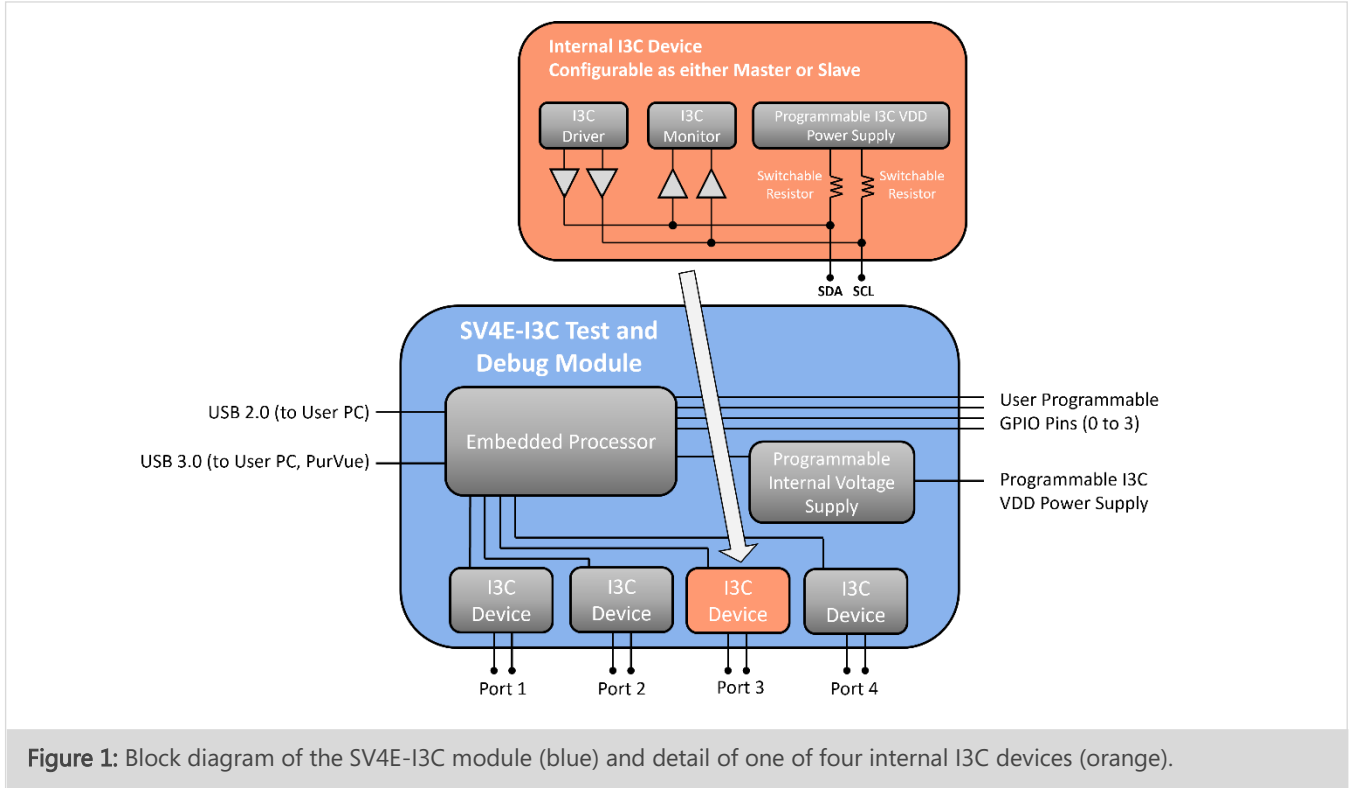 Internal I3C Device
Configurable as either Master or Slave
I3C
Driver
I3C
Monitor
Programmable I3C VDD
Power Supply
Switchable
Resistor
Switchable
Resistor
SDA SCL
SV4E-I3C Test and
Debug Module
USB 2.0 (to User PC)
USB 3.0 (to User PC, PurVue)
Embedded Processor
User Programmable
GPIO Pins (0 to 3)
Programmable
Internal Voltage
Supply
Programmable I3C
VDD Power Supply
I3C
Device
I3C
Device
I3C
Device
I3C
Device
Port 1
Port 2
Port 3
Port 4
Figure 1: Block diagram of the SV4E-I3C module (blue) and detail of one of four internal I3C devices (orange).